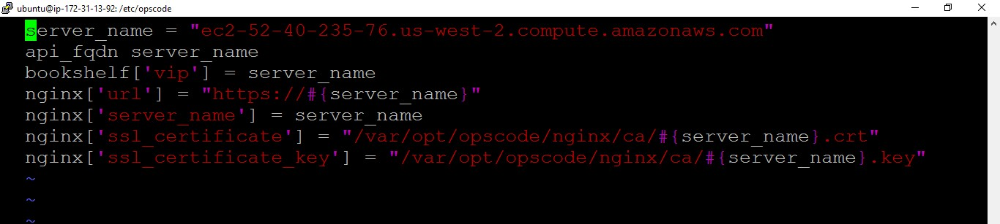 ubuntu@ip-172-31-13-92: /etc/opscode
server_name = "ec2-52-40-235-76.us-west-2.compute.amazonaws.com"
api_fqdn server_name
bookshelf['vip'] = server_name
nginx['url'] = "https://#{server_name}"
nginx['server_name'] = server_name
nginx['ssl_certificate'] = "/var/opt/opscode/nginx/ca/#{server_name}.crt"
nginx['ssl_certificate_key'] = "/var/opt/opscode/nginx/ca/#{server_name}.key"
~
~
~